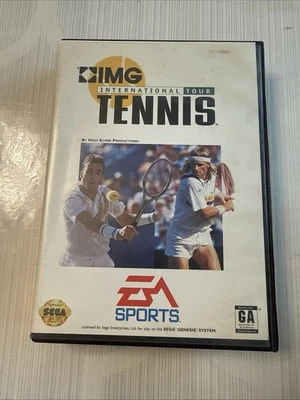 IMG
INTERNATIONAL TOUR
TENNIS
BY HIGH SCORE PRODUCTIONS
EA
SPORTS
SEGA
GA
Licensed by Sega Enterprises, Ltd. for play on the SEGA GENESIS SYSTEM